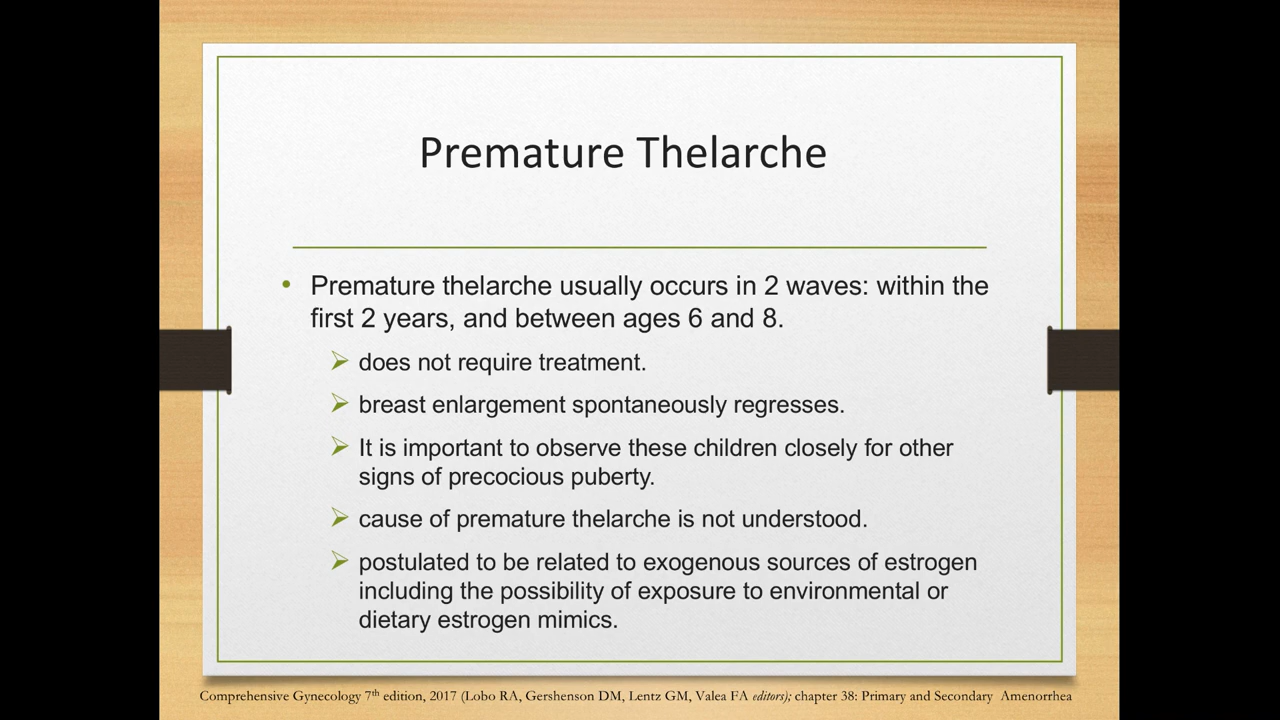 Premature Thelarche
• Premature thelarche usually occurs in 2 waves: within the
first 2 years, and between ages 6 and 8.
➢ does not require treatment.
➢ breast enlargement spontaneously regresses.
➢ It is important to observe these children closely for other
signs of precocious puberty.
➢ cause of premature thelarche is not understood.
➢ postulated to be related to exogenous sources of estrogen
including the possibility of exposure to environmental or
dietary estrogen mimics.
Comprehensive Gynecology 7th edition, 2017 (Lobo RA, Gershenson DM, Lentz GM, Valea FA editors); chapter 38: Primary and Secondary Amenorrhea